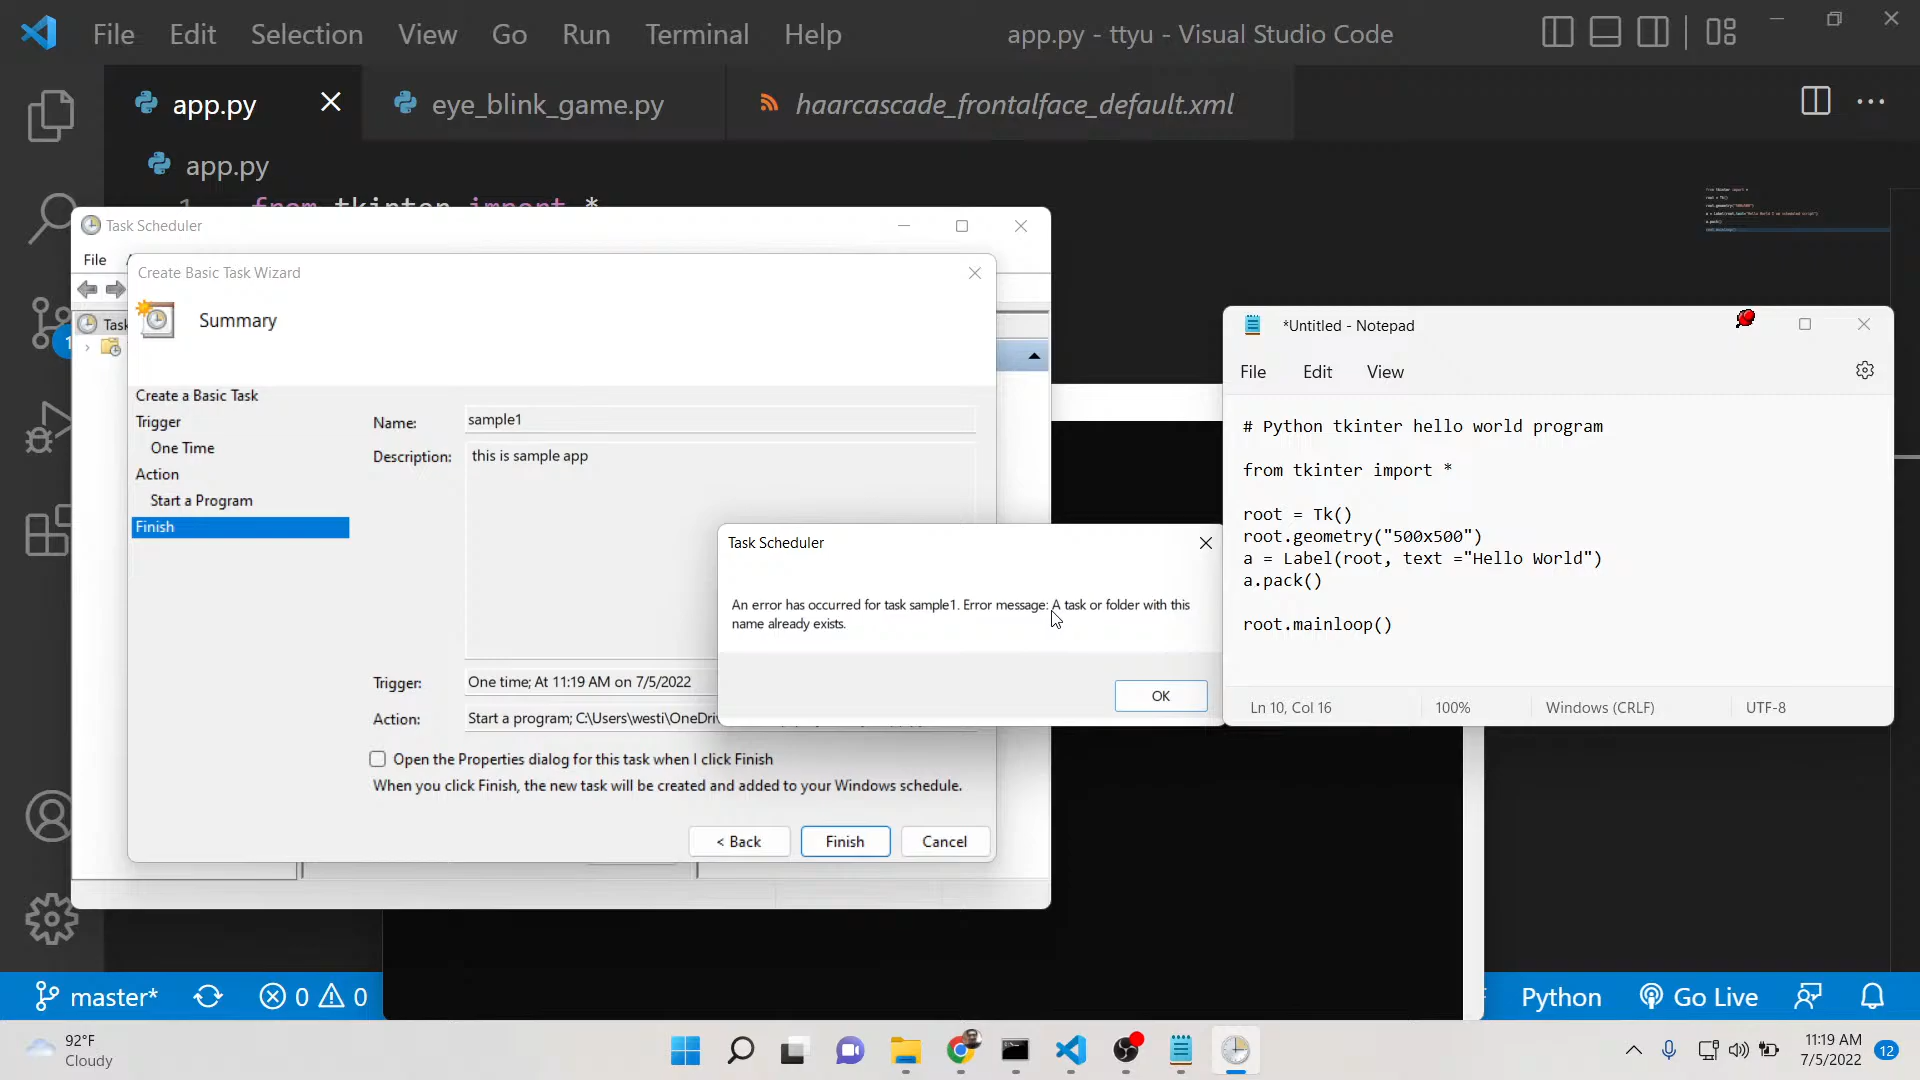 File Edit Selection View Go Run Terminal Help
app.py - ttyu - Visual Studio Code
app.py
eye_blink_game.py
haarcascade_frontalface_default.xml
app.py
1 from tkinter import *
Task Scheduler
File
Create Basic Task Wizard
Summary
Task
Create a Basic Task
Trigger
One Time
Action
Start a Program
Finish
Name:
sample1
Description:
this is sample app
Trigger:
One time; At 11:19 AM on 7/5/2022
Action:
Start a program; C:\Users\westi\OneDri
Open the Properties dialog for this task when I click Finish
When you click Finish, the new task will be created and added to your Windows schedule.
< Back
Finish
Cancel
Task Scheduler
An error has occurred for task sample1. Error message: A task or folder with this
name already exists.
OK
*Untitled - Notepad
File Edit View
# Python tkinter hello world program
from tkinter import *
root = Tk()
root.geometry("500x500")
a = Label(root, text ="Hello World")
a.pack()
root.mainloop()
Ln 10, Col 16
100%
Windows (CRLF)
UTF-8
1
master*
0
0
Python
Go Live
92°F
Cloudy
11:19 AM
7/5/2022
12